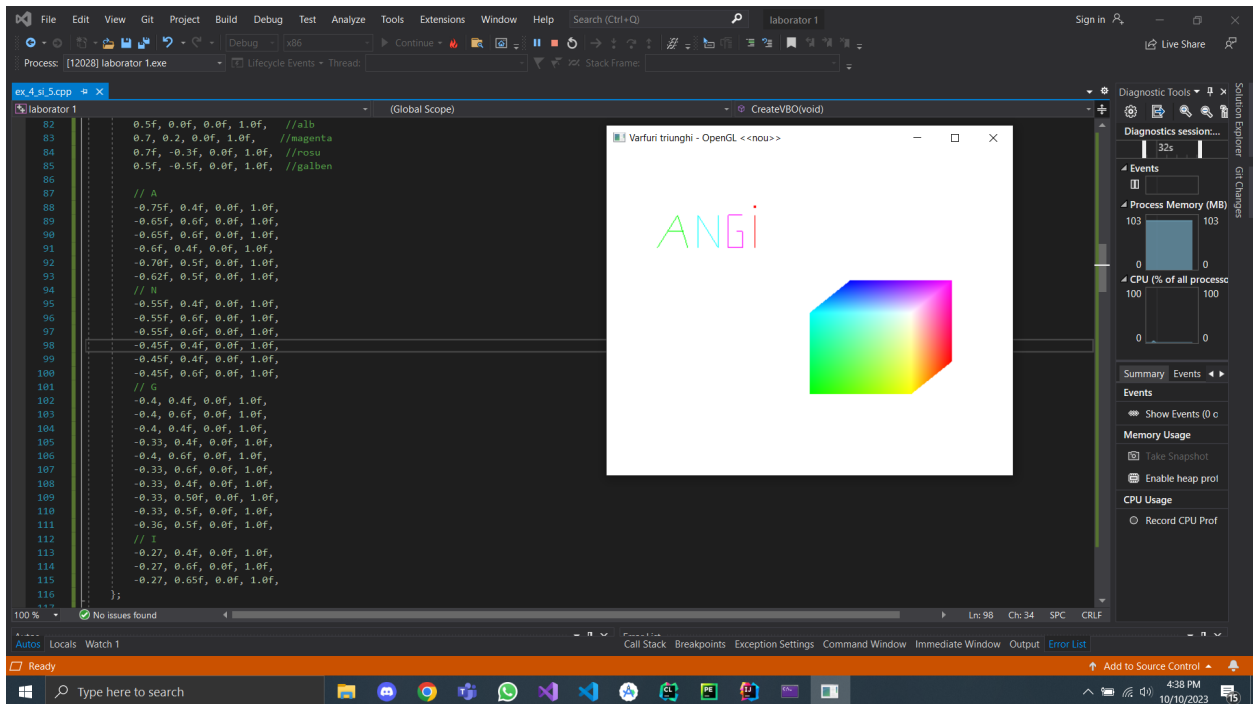 File Edit View Git Project Build Debug Test Analyze Tools Extensions Window Help Search (Ctrl+Q) laborator 1 Sign in
Debug x86 Continue Live Share
Process: [12028] laborator 1.exe Lifecycle Events Thread: Stack Frame:
ex_4_si_5.cpp
laborator 1 (Global Scope) CreateVBO(void)
82 0.5f, 0.0f, 0.0f, 1.0f, //alb
83 0.7, 0.2, 0.0f, 1.0f, //magenta
84 0.7f, -0.3f, 0.0f, 1.0f, //rosu
85 0.5f, -0.5f, 0.0f, 1.0f, //galben
86
87 // A
88 -0.75f, 0.4f, 0.0f, 1.0f,
89 -0.65f, 0.6f, 0.0f, 1.0f,
90 -0.65f, 0.6f, 0.0f, 1.0f,
91 -0.6f, 0.4f, 0.0f, 1.0f,
92 -0.70f, 0.5f, 0.0f, 1.0f,
93 -0.62f, 0.5f, 0.0f, 1.0f,
94 // N
95 -0.55f, 0.4f, 0.0f, 1.0f,
96 -0.55f, 0.6f, 0.0f, 1.0f,
97 -0.55f, 0.6f, 0.0f, 1.0f,
98 -0.45f, 0.4f, 0.0f, 1.0f,
99 -0.45f, 0.4f, 0.0f, 1.0f,
100 -0.45f, 0.6f, 0.0f, 1.0f,
101 // G
102 -0.4, 0.4f, 0.0f, 1.0f,
103 -0.4, 0.6f, 0.0f, 1.0f,
104 -0.4, 0.4f, 0.0f, 1.0f,
105 -0.33, 0.4f, 0.0f, 1.0f,
106 -0.4, 0.6f, 0.0f, 1.0f,
107 -0.33, 0.6f, 0.0f, 1.0f,
108 -0.33, 0.4f, 0.0f, 1.0f,
109 -0.33, 0.50f, 0.0f, 1.0f,
110 -0.33, 0.5f, 0.0f, 1.0f,
111 -0.36, 0.5f, 0.0f, 1.0f,
112 // I
113 -0.27, 0.4f, 0.0f, 1.0f,
114 -0.27, 0.6f, 0.0f, 1.0f,
115 -0.27, 0.65f, 0.0f, 1.0f,
116 };
Varfuri triunghi - OpenGL <<nou>>
ANGi
Diagnostic Tools
Diagnostics session:...
32s
Events
Process Memory (MB)
103 103
0 0
CPU (% of all processo
100 100
0 0
Summary Events
Events
Show Events (0 o
Memory Usage
Take Snapshot
Enable heap prof
CPU Usage
Record CPU Prof
Solution Explorer
Git Changes
100 % No issues found Ln: 98 Ch: 34 SPC CRLF
Autos Locals Watch 1 Call Stack Breakpoints Exception Settings Command Window Immediate Window Output Error List
Ready Add to Source Control
Type here to search
4:38 PM
10/10/2023
15